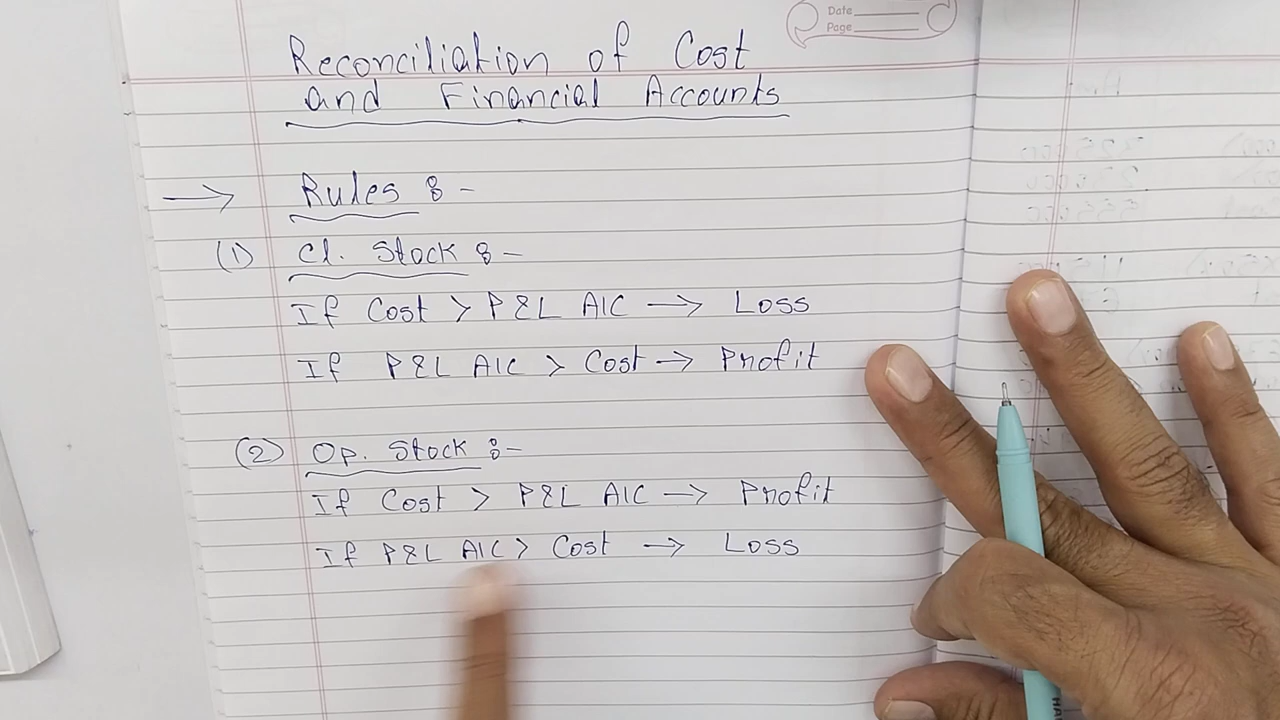 Date
Page
Reconciliation of Cost
and Financial Accounts
→ Rules :-
(1) Cl. Stock :-
If Cost > P&L A/C → Loss
If P&L A/C > Cost → Profit
(2) Op. Stock :-
If Cost > P&L A/C → Profit
If P&L A/C > Cost → Loss